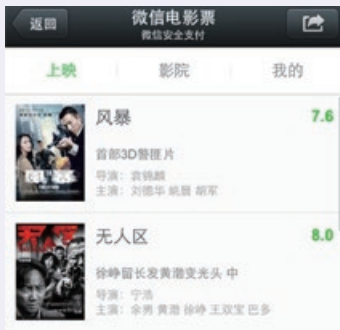 返回
微信电影票
微信安全支付
上映
影院
我的
风暴
7.6
首部3D警匪片
导演：袁锦麟
主演：刘德华 姚晨 胡军
无人区
8.0
徐峥留长发黄渤变光头 中
导演：宁浩
主演：余男 黄渤 徐峥 王双宝 巴多